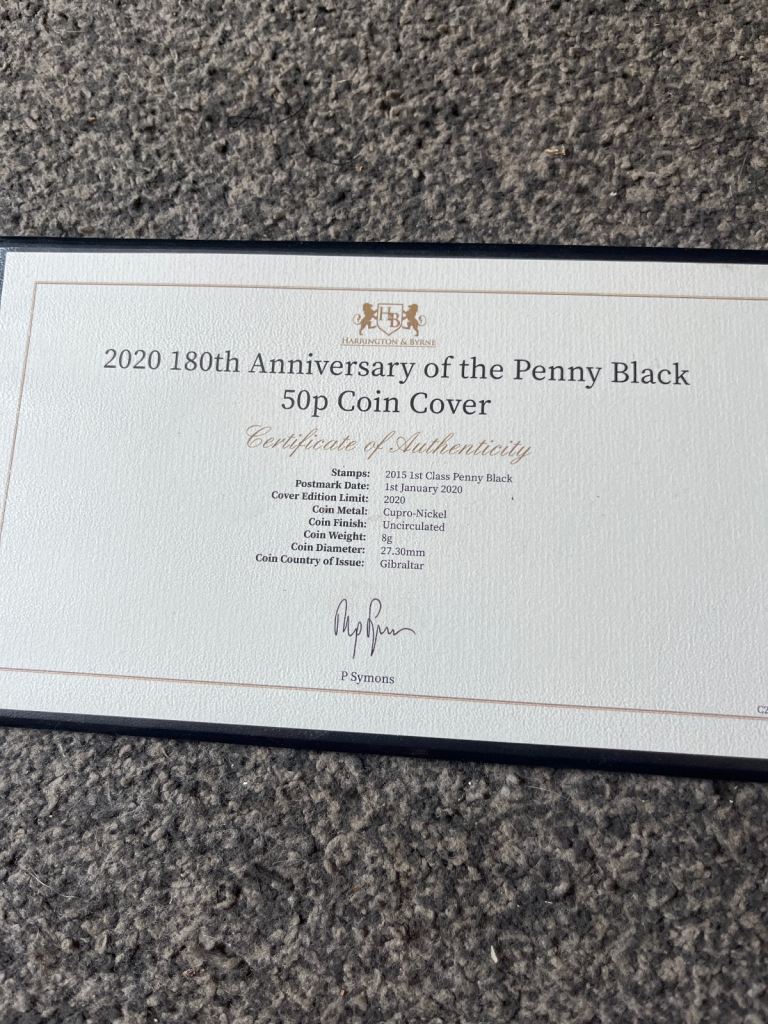 HB
HARRINGTON & BYRNE
2020 180th Anniversary of the Penny Black
50p Coin Cover
Certificate of Authenticity
Stamps: 2015 1st Class Penny Black
Postmark Date: 1st January 2020
Cover Edition Limit: 2020
Coin Metal: Cupro-Nickel
Coin Finish: Uncirculated
Coin Weight: 8g
Coin Diameter: 27.30mm
Coin Country of Issue: Gibraltar
P Symons